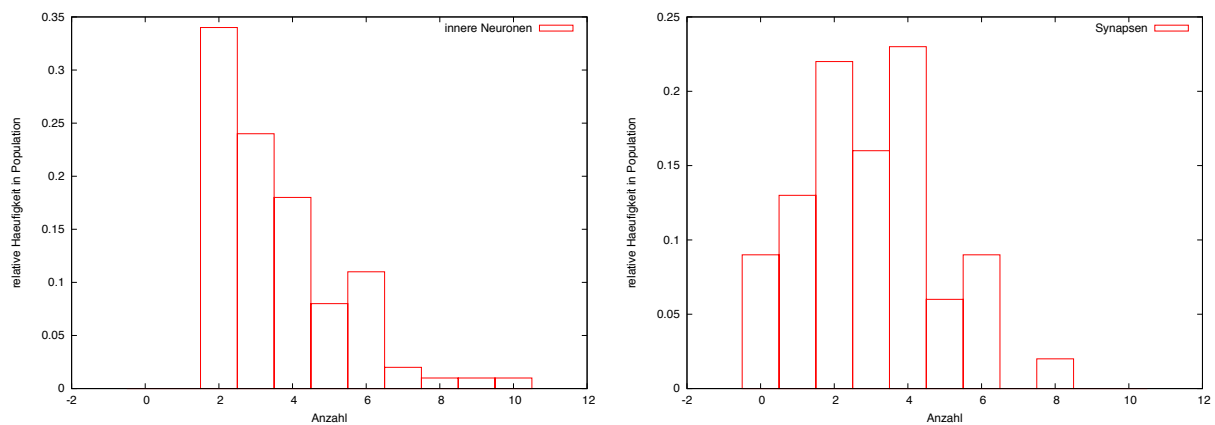 innere Neuronen
relative Haeufigkeit in Population
0.35
0.3
0.25
0.2
0.15
0.1
0.05
0
-2 0 2 4 6 8 10 12
Anzahl
Synapsen
relative Haeufigkeit in Population
0.25
0.2
0.15
0.1
0.05
0
-2 0 2 4 6 8 10 12
Anzahl